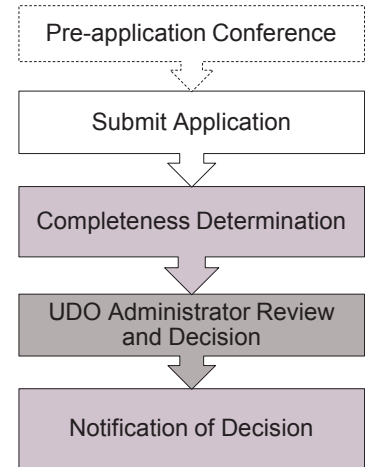 Pre-application Conference
Submit Application
Completeness Determination
UDO Administrator Review
and Decision
Notification of Decision